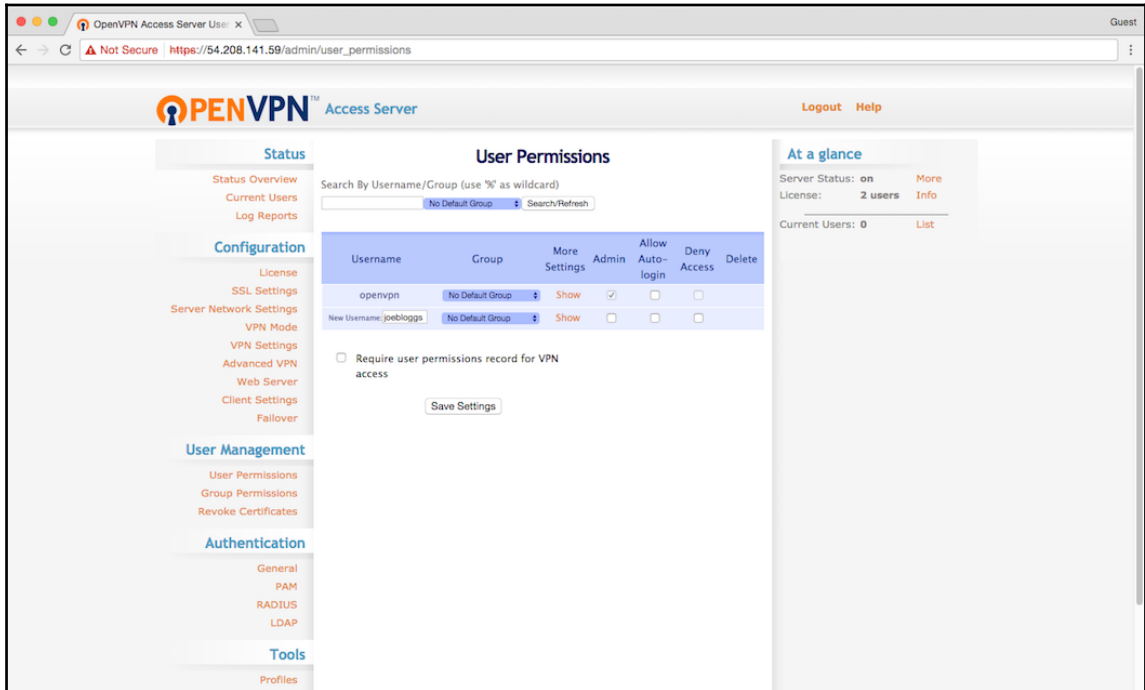 OpenVPN Access Server User
Guest
Not Secure https://54.208.141.59/admin/user_permissions
OPENVPN™ Access Server
Logout Help
Status
Status Overview
Current Users
Log Reports
Configuration
License
SSL Settings
Server Network Settings
VPN Mode
VPN Settings
Advanced VPN
Web Server
Client Settings
Failover
User Management
User Permissions
Group Permissions
Revoke Certificates
Authentication
General
PAM
RADIUS
LDAP
Tools
Profiles
User Permissions
Search By Username/Group (use '%' as wildcard)
No Default Group Search/Refresh
Username Group More Settings Admin Allow Auto-login Deny Access Delete
openvpn No Default Group Show
New Username: joebloggs No Default Group Show
Require user permissions record for VPN
access
Save Settings
At a glance
Server Status: on More
License: 2 users Info
Current Users: 0 List